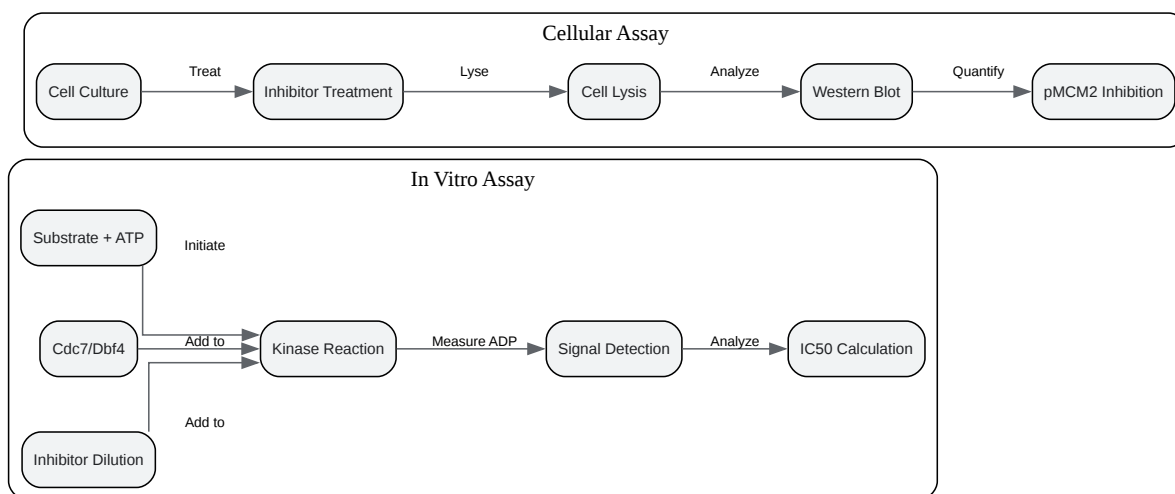 Cellular Assay
Treat
Lyse
Analyze
Quantify
Cell Culture
Inhibitor Treatment
Cell Lysis
Western Blot
pMCM2 Inhibition
In Vitro Assay
Substrate + ATP
Initiate
Cdc7/Dbf4
Add to
Kinase Reaction
Measure ADP
Signal Detection
Analyze
IC50 Calculation
Add to
Inhibitor Dilution